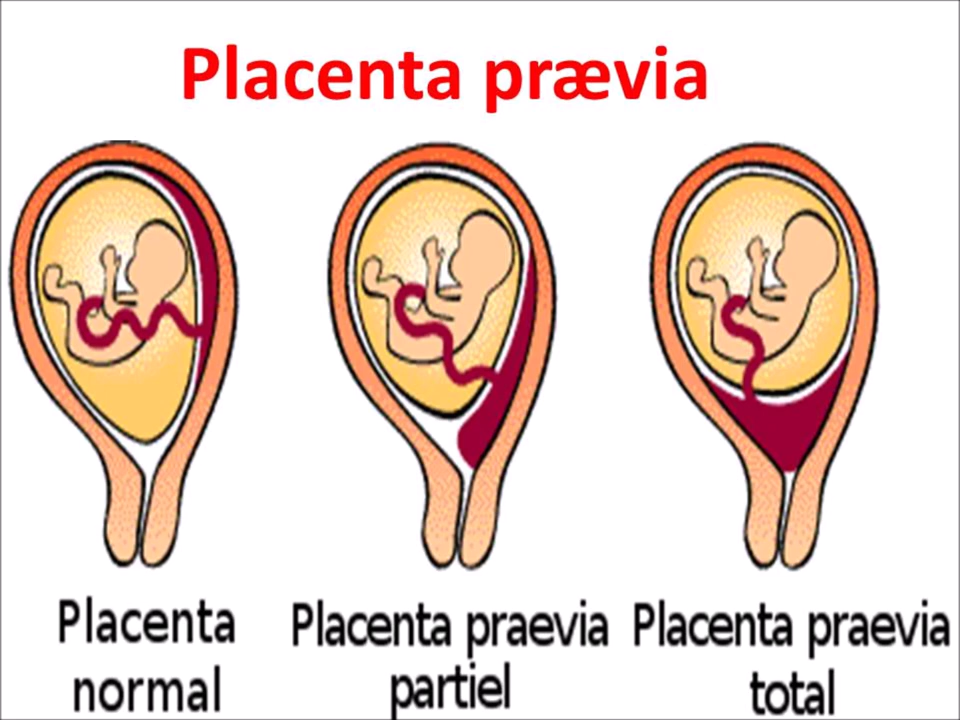 Placenta prævia
Placenta
normal
Placenta praevia
partiel
Placenta praevia
total